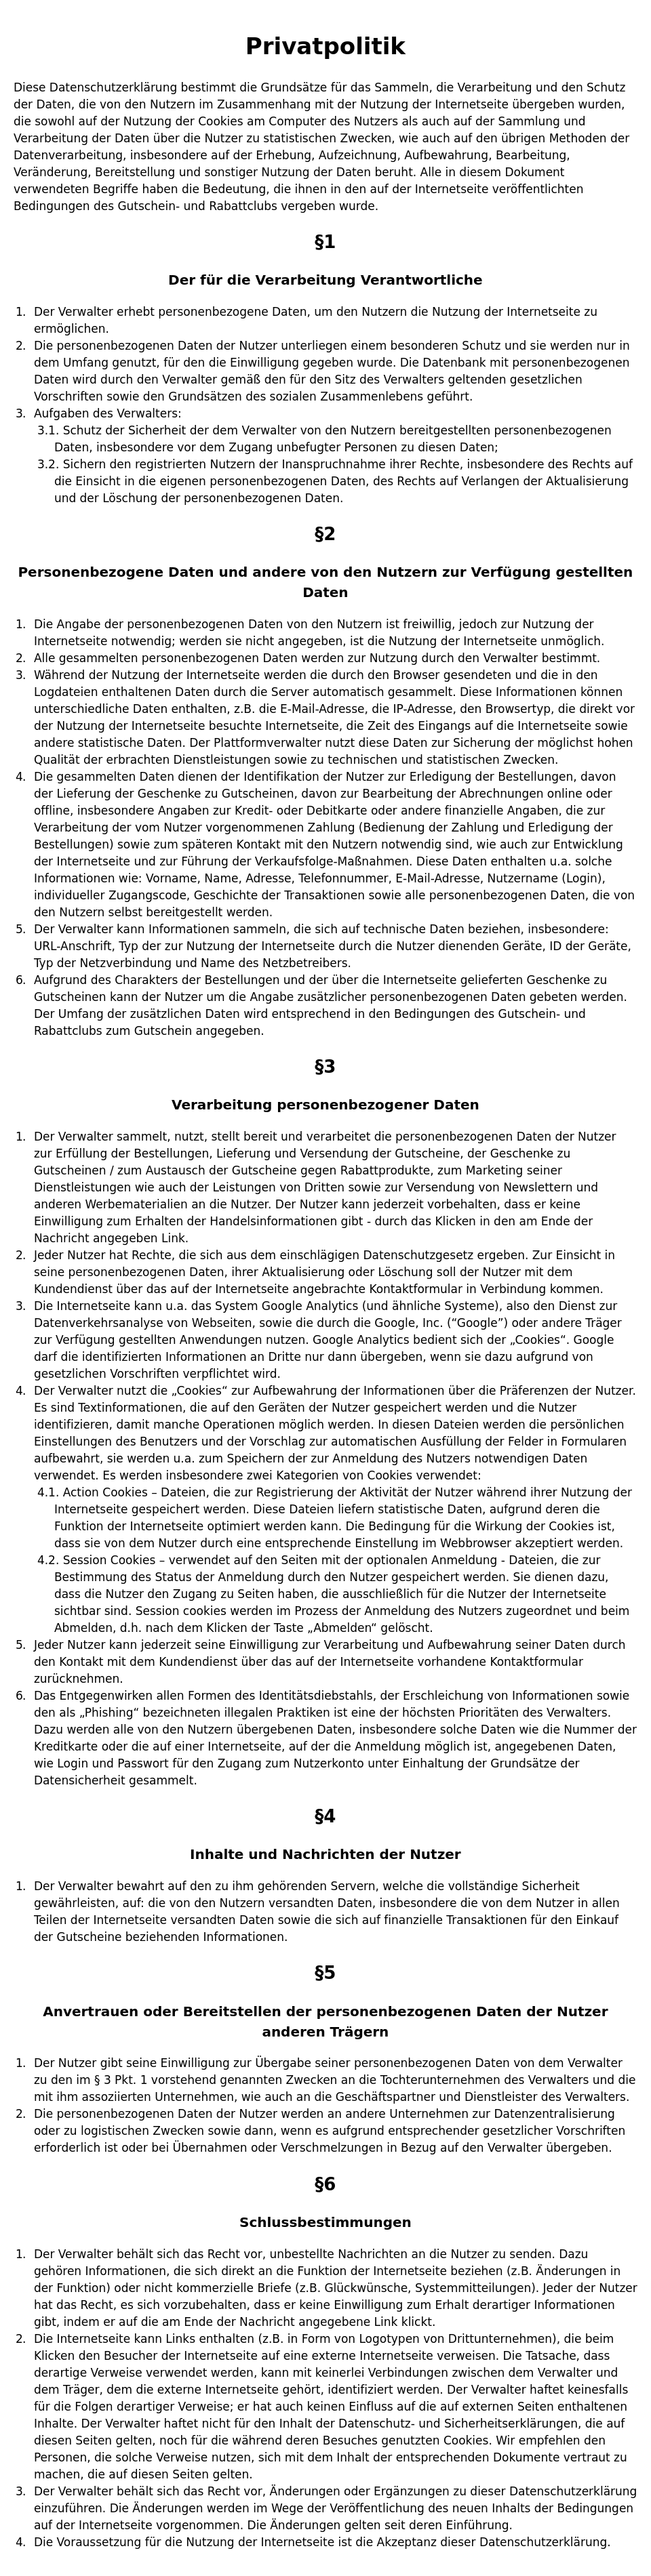 Privatpolitik
Diese Datenschutzerklärung bestimmt die Grundsätze für das Sammeln, die Verarbeitung und den Schutz
der Daten, die von den Nutzern im Zusammenhang mit der Nutzung der Internetseite übergeben wurden,
die sowohl auf der Nutzung der Cookies am Computer des Nutzers als auch auf der Sammlung und
Verarbeitung der Daten über die Nutzer zu statistischen Zwecken, wie auch auf den übrigen Methoden der
Datenverarbeitung, insbesondere auf der Erhebung, Aufzeichnung, Aufbewahrung, Bearbeitung,
Veränderung, Bereitstellung und sonstiger Nutzung der Daten beruht. Alle in diesem Dokument
verwendeten Begriffe haben die Bedeutung, die ihnen in den auf der Internetseite veröffentlichten
Bedingungen des Gutschein- und Rabattclubs vergeben wurde.
§1
Der für die Verarbeitung Verantwortliche
1. Der Verwalter erhebt personenbezogene Daten, um den Nutzern die Nutzung der Internetseite zu
ermöglichen.
2. Die personenbezogenen Daten der Nutzer unterliegen einem besonderen Schutz und sie werden nur in
dem Umfang genutzt, für den die Einwilligung gegeben wurde. Die Datenbank mit personenbezogenen
Daten wird durch den Verwalter gemäß den für den Sitz des Verwalters geltenden gesetzlichen
Vorschriften sowie den Grundsätzen des sozialen Zusammenlebens geführt.
3. Aufgaben des Verwalters:
3.1. Schutz der Sicherheit der dem Verwalter von den Nutzern bereitgestellten personenbezogenen
Daten, insbesondere vor dem Zugang unbefugter Personen zu diesen Daten;
3.2. Sichern den registrierten Nutzern der Inanspruchnahme ihrer Rechte, insbesondere des Rechts auf
die Einsicht in die eigenen personenbezogenen Daten, des Rechts auf Verlangen der Aktualisierung
und der Löschung der personenbezogenen Daten.
§2
Personenbezogene Daten und andere von den Nutzern zur Verfügung gestellten
Daten
1. Die Angabe der personenbezogenen Daten von den Nutzern ist freiwillig, jedoch zur Nutzung der
Internetseite notwendig; werden sie nicht angegeben, ist die Nutzung der Internetseite unmöglich.
2. Alle gesammelten personenbezogenen Daten werden zur Nutzung durch den Verwalter bestimmt.
3. Während der Nutzung der Internetseite werden die durch den Browser gesendeten und die in den
Logdateien enthaltenen Daten durch die Server automatisch gesammelt. Diese Informationen können
unterschiedliche Daten enthalten, z.B. die E-Mail-Adresse, die IP-Adresse, den Browsertyp, die direkt vor
der Nutzung der Internetseite besuchte Internetseite, die Zeit des Eingangs auf die Internetseite sowie
andere statistische Daten. Der Plattformverwalter nutzt diese Daten zur Sicherung der möglichst hohen
Qualität der erbrachten Dienstleistungen sowie zu technischen und statistischen Zwecken.
4. Die gesammelten Daten dienen der Identifikation der Nutzer zur Erledigung der Bestellungen, davon
der Lieferung der Geschenke zu Gutscheinen, davon zur Bearbeitung der Abrechnungen online oder
offline, insbesondere Angaben zur Kredit- oder Debitkarte oder andere finanzielle Angaben, die zur
Verarbeitung der vom Nutzer vorgenommenen Zahlung (Bedienung der Zahlung und Erledigung der
Bestellungen) sowie zum späteren Kontakt mit den Nutzern notwendig sind, wie auch zur Entwicklung
der Internetseite und zur Führung der Verkaufsfolge-Maßnahmen. Diese Daten enthalten u.a. solche
Informationen wie: Vorname, Name, Adresse, Telefonnummer, E-Mail-Adresse, Nutzername (Login),
individueller Zugangscode, Geschichte der Transaktionen sowie alle personenbezogenen Daten, die von
den Nutzern selbst bereitgestellt werden.
5. Der Verwalter kann Informationen sammeln, die sich auf technische Daten beziehen, insbesondere:
URL-Anschrift, Typ der zur Nutzung der Internetseite durch die Nutzer dienenden Geräte, ID der Geräte,
Typ der Netzverbindung und Name des Netzbetreibers.
6. Aufgrund des Charakters der Bestellungen und der über die Internetseite gelieferten Geschenke zu
Gutscheinen kann der Nutzer um die Angabe zusätzlicher personenbezogenen Daten gebeten werden.
Der Umfang der zusätzlichen Daten wird entsprechend in den Bedingungen des Gutschein- und
Rabattclubs zum Gutschein angegeben.
§3
Verarbeitung personenbezogener Daten
1. Der Verwalter sammelt, nutzt, stellt bereit und verarbeitet die personenbezogenen Daten der Nutzer
zur Erfüllung der Bestellungen, Lieferung und Versendung der Gutscheine, der Geschenke zu
Gutscheinen / zum Austausch der Gutscheine gegen Rabattprodukte, zum Marketing seiner
Dienstleistungen wie auch der Leistungen von Dritten sowie zur Versendung von Newslettern und
anderen Werbematerialien an die Nutzer. Der Nutzer kann jederzeit vorbehalten, dass er keine
Einwilligung zum Erhalten der Handelsinformationen gibt - durch das Klicken in den am Ende der
Nachricht angegeben Link.
2. Jeder Nutzer hat Rechte, die sich aus dem einschlägigen Datenschutzgesetz ergeben. Zur Einsicht in
seine personenbezogenen Daten, ihrer Aktualisierung oder Löschung soll der Nutzer mit dem
Kundendienst über das auf der Internetseite angebrachte Kontaktformular in Verbindung kommen.
3. Die Internetseite kann u.a. das System Google Analytics (und ähnliche Systeme), also den Dienst zur
Datenverkehrsanalyse von Webseiten, sowie die durch die Google, Inc. (“Google”) oder andere Träger
zur Verfügung gestellten Anwendungen nutzen. Google Analytics bedient sich der „Cookies“. Google
darf die identifizierten Informationen an Dritte nur dann übergeben, wenn sie dazu aufgrund von
gesetzlichen Vorschriften verpflichtet wird.
4. Der Verwalter nutzt die „Cookies“ zur Aufbewahrung der Informationen über die Präferenzen der Nutzer.
Es sind Textinformationen, die auf den Geräten der Nutzer gespeichert werden und die Nutzer
identifizieren, damit manche Operationen möglich werden. In diesen Dateien werden die persönlichen
Einstellungen des Benutzers und der Vorschlag zur automatischen Ausfüllung der Felder in Formularen
aufbewahrt, sie werden u.a. zum Speichern der zur Anmeldung des Nutzers notwendigen Daten
verwendet. Es werden insbesondere zwei Kategorien von Cookies verwendet:
4.1. Action Cookies – Dateien, die zur Registrierung der Aktivität der Nutzer während ihrer Nutzung der
Internetseite gespeichert werden. Diese Dateien liefern statistische Daten, aufgrund deren die
Funktion der Internetseite optimiert werden kann. Die Bedingung für die Wirkung der Cookies ist,
dass sie von dem Nutzer durch eine entsprechende Einstellung im Webbrowser akzeptiert werden.
4.2. Session Cookies – verwendet auf den Seiten mit der optionalen Anmeldung - Dateien, die zur
Bestimmung des Status der Anmeldung durch den Nutzer gespeichert werden. Sie dienen dazu,
dass die Nutzer den Zugang zu Seiten haben, die ausschließlich für die Nutzer der Internetseite
sichtbar sind. Session cookies werden im Prozess der Anmeldung des Nutzers zugeordnet und beim
Abmelden, d.h. nach dem Klicken der Taste „Abmelden“ gelöscht.
5. Jeder Nutzer kann jederzeit seine Einwilligung zur Verarbeitung und Aufbewahrung seiner Daten durch
den Kontakt mit dem Kundendienst über das auf der Internetseite vorhandene Kontaktformular
zurücknehmen.
6. Das Entgegenwirken allen Formen des Identitätsdiebstahls, der Erschleichung von Informationen sowie
den als „Phishing“ bezeichneten illegalen Praktiken ist eine der höchsten Prioritäten des Verwalters.
Dazu werden alle von den Nutzern übergebenen Daten, insbesondere solche Daten wie die Nummer der
Kreditkarte oder die auf einer Internetseite, auf der die Anmeldung möglich ist, angegebenen Daten,
wie Login und Passwort für den Zugang zum Nutzerkonto unter Einhaltung der Grundsätze der
Datensicherheit gesammelt.
§4
Inhalte und Nachrichten der Nutzer
1. Der Verwalter bewahrt auf den zu ihm gehörenden Servern, welche die vollständige Sicherheit
gewährleisten, auf: die von den Nutzern versandten Daten, insbesondere die von dem Nutzer in allen
Teilen der Internetseite versandten Daten sowie die sich auf finanzielle Transaktionen für den Einkauf
der Gutscheine beziehenden Informationen.
§5
Anvertrauen oder Bereitstellen der personenbezogenen Daten der Nutzer
anderen Trägern
1. Der Nutzer gibt seine Einwilligung zur Übergabe seiner personenbezogenen Daten von dem Verwalter
zu den im § 3 Pkt. 1 vorstehend genannten Zwecken an die Tochterunternehmen des Verwalters und die
mit ihm assoziierten Unternehmen, wie auch an die Geschäftspartner und Dienstleister des Verwalters.
2. Die personenbezogenen Daten der Nutzer werden an andere Unternehmen zur Datenzentralisierung
oder zu logistischen Zwecken sowie dann, wenn es aufgrund entsprechender gesetzlicher Vorschriften
erforderlich ist oder bei Übernahmen oder Verschmelzungen in Bezug auf den Verwalter übergeben.
§6
Schlussbestimmungen
1. Der Verwalter behält sich das Recht vor, unbestellte Nachrichten an die Nutzer zu senden. Dazu
gehören Informationen, die sich direkt an die Funktion der Internetseite beziehen (z.B. Änderungen in
der Funktion) oder nicht kommerzielle Briefe (z.B. Glückwünsche, Systemmitteilungen). Jeder der Nutzer
hat das Recht, es sich vorzubehalten, dass er keine Einwilligung zum Erhalt derartiger Informationen
gibt, indem er auf die am Ende der Nachricht angegebene Link klickt.
2. Die Internetseite kann Links enthalten (z.B. in Form von Logotypen von Drittunternehmen), die beim
Klicken den Besucher der Internetseite auf eine externe Internetseite verweisen. Die Tatsache, dass
derartige Verweise verwendet werden, kann mit keinerlei Verbindungen zwischen dem Verwalter und
dem Träger, dem die externe Internetseite gehört, identifiziert werden. Der Verwalter haftet keinesfalls
für die Folgen derartiger Verweise; er hat auch keinen Einfluss auf die auf externen Seiten enthaltenen
Inhalte. Der Verwalter haftet nicht für den Inhalt der Datenschutz- und Sicherheitserklärungen, die auf
diesen Seiten gelten, noch für die während deren Besuches genutzten Cookies. Wir empfehlen den
Personen, die solche Verweise nutzen, sich mit dem Inhalt der entsprechenden Dokumente vertraut zu
machen, die auf diesen Seiten gelten.
3. Der Verwalter behält sich das Recht vor, Änderungen oder Ergänzungen zu dieser Datenschutzerklärung
einzuführen. Die Änderungen werden im Wege der Veröffentlichung des neuen Inhalts der Bedingungen
auf der Internetseite vorgenommen. Die Änderungen gelten seit deren Einführung.
4. Die Voraussetzung für die Nutzung der Internetseite ist die Akzeptanz dieser Datenschutzerklärung.